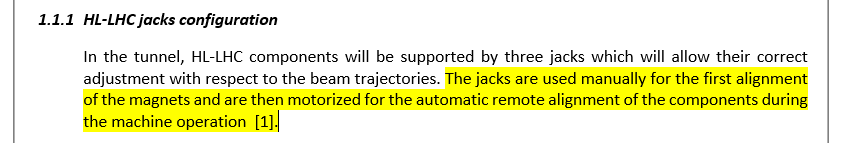 1.1.1 HL-LHC jacks configuration
In the tunnel, HL-LHC components will be supported by three jacks which will allow their correct
adjustment with respect to the beam trajectories. The jacks are used manually for the first alignment
of the magnets and are then motorized for the automatic remote alignment of the components during
the machine operation  [1].